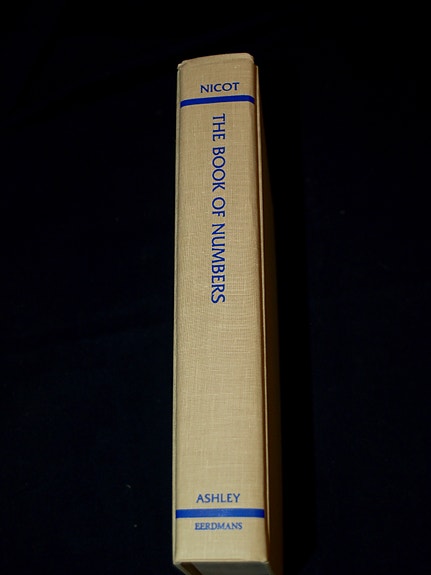 NICOT
THE BOOK OF NUMBERS
ASHLEY
EERDMANS